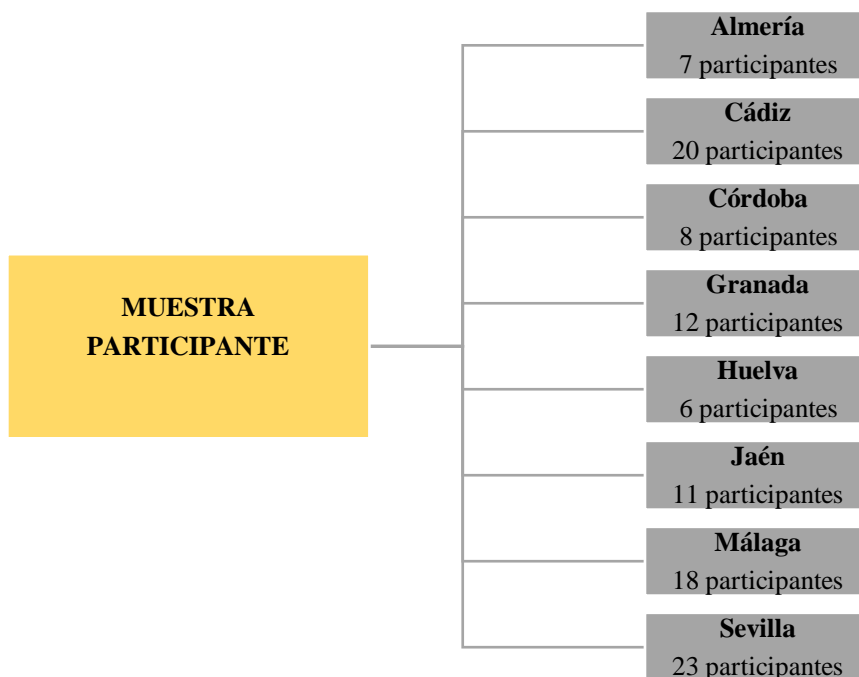 MUESTRA
PARTICIPANTE
Almería
7 participantes
Cádiz
20 participantes
Córdoba
8 participantes
Granada
12 participantes
Huelva
6 participantes
Jaén
11 participantes
Málaga
18 participantes
Sevilla
23 participantes